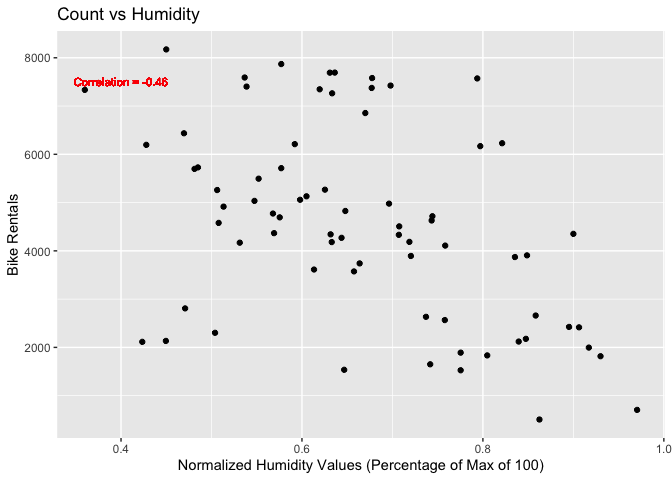 Count vs Humidity
8000
Correlation = -0.46
6000
4000
2000
Bike Rentals
0.4
0.6
0.8
1.0
Normalized Humidity Values (Percentage of Max of 100)